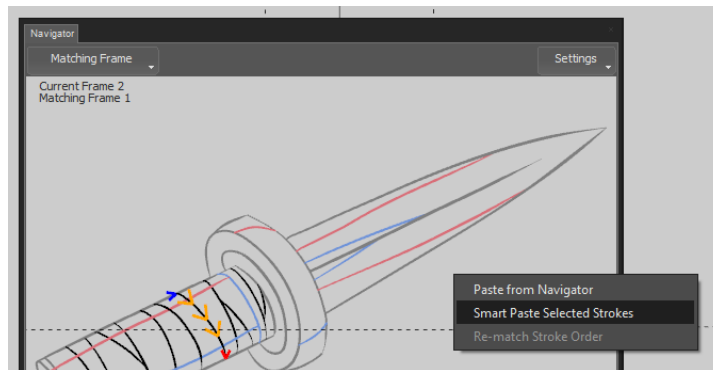 Navigator
Matching Frame
Settings
Current Frame 2
Matching Frame 1
Paste from Navigator
Smart Paste Selected Strokes
Re-match Stroke Order